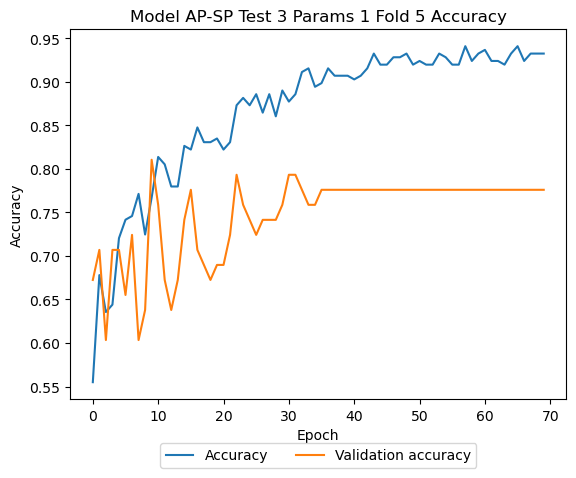 Model AP-SP Test 3 Params 1 Fold 5 Accuracy
0.95
0.90
0.85
0.80
0.75
0.70
0.65
0.60
0.55
Accuracy
0 10 20 30 40 50 60 70
Epoch
Accuracy Validation accuracy